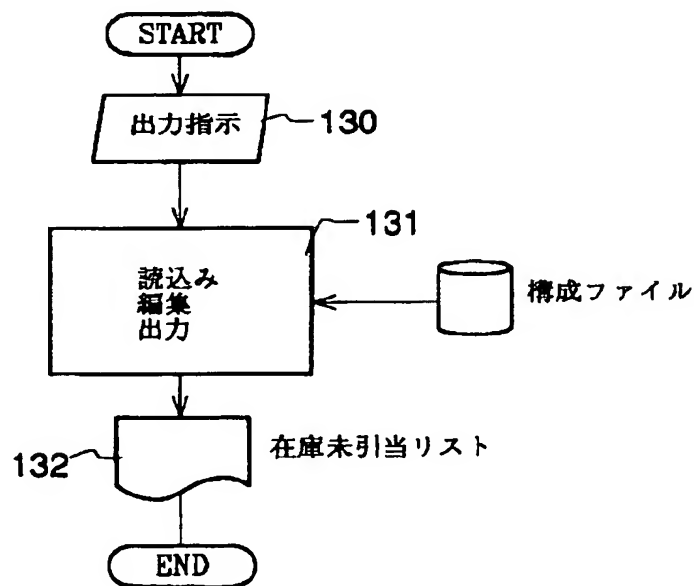 START
出力指示
130
131
読込み
編集
出力
構成ファイル
132
在庫未引当リスト
END